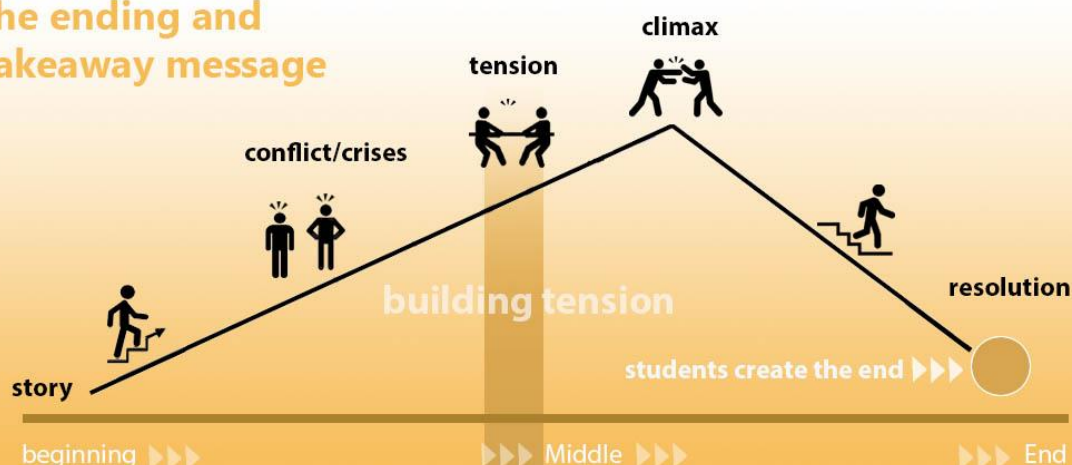 he ending and
akeaway message
climax
tension
conflict/crises
building tension
resolution
students create the end
story
beginning
Middle
End